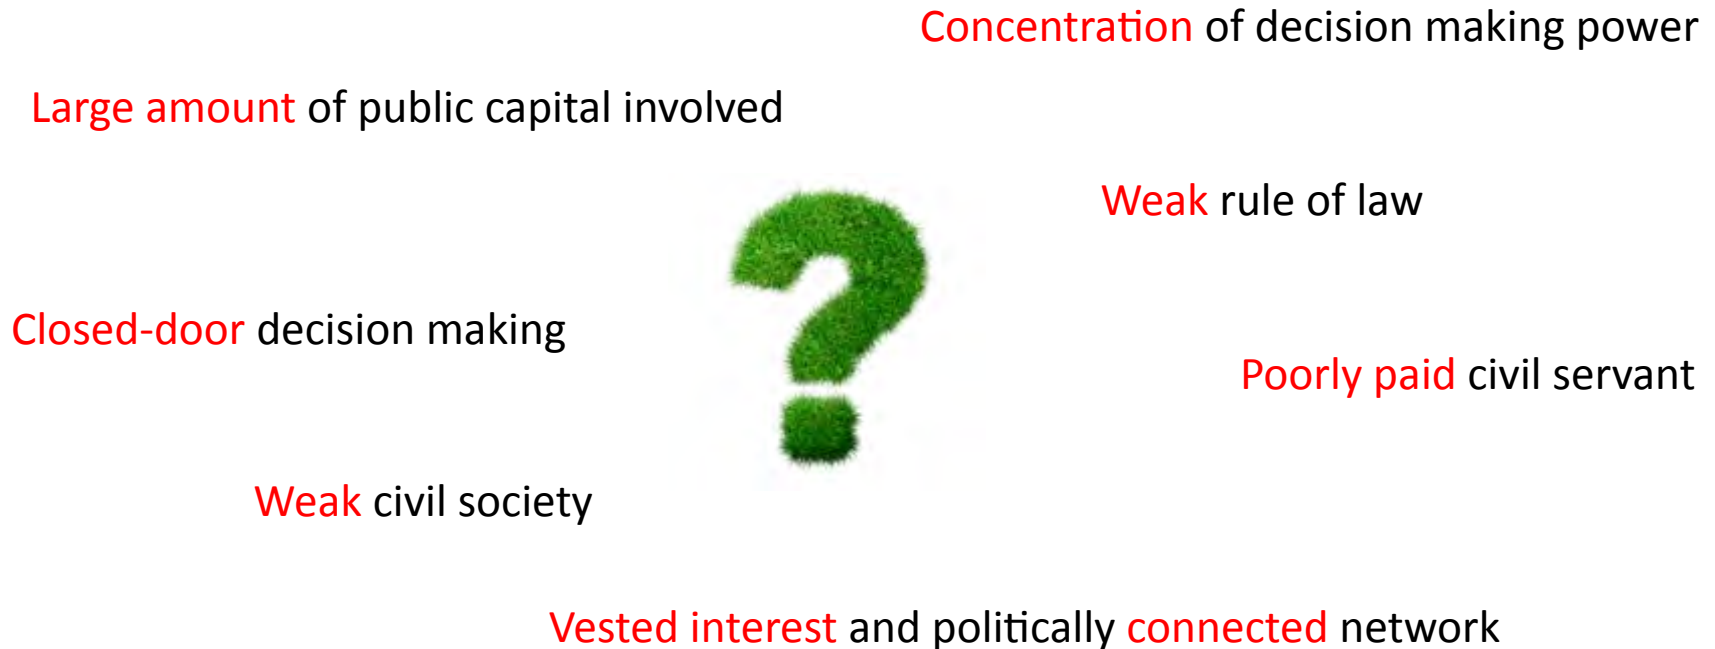 Concentration of decision making power
Large amount of public capital involved
Weak rule of law
Closed-door decision making
Poorly paid civil servant
Weak civil society
Vested interest and politically connected network